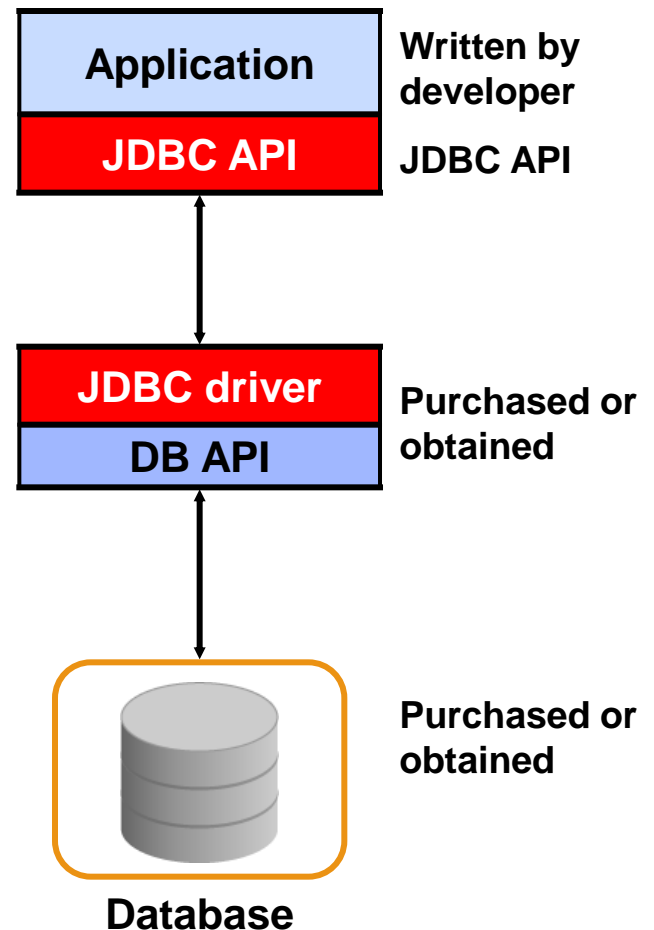 Application
Written by
developer
JDBC API
JDBC API
JDBC driver
DB API
Purchased or
obtained
Purchased or
obtained
Database